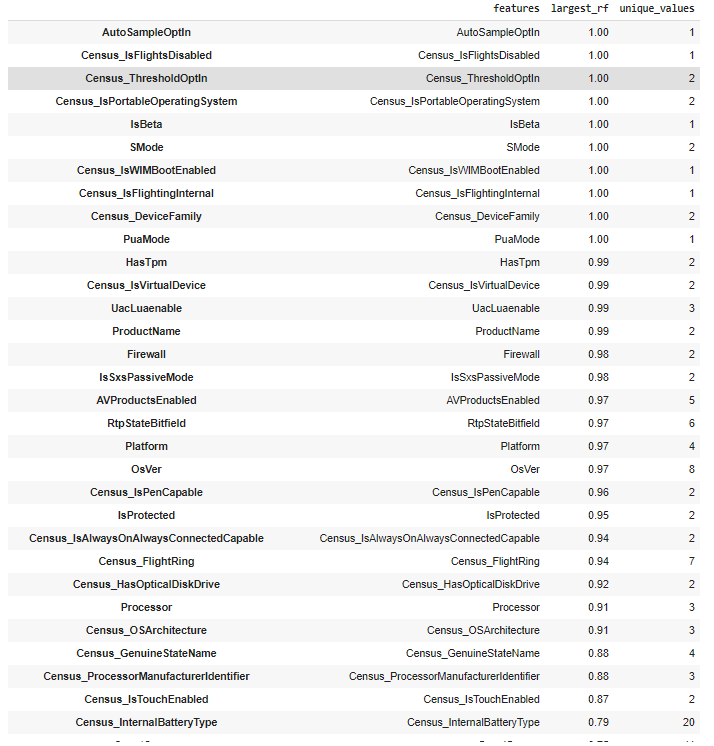 features largest_rf unique_values
AutoSampleOptIn AutoSampleOptIn 1.00 1
Census_IsFlightsDisabled Census_IsFlightsDisabled 1.00 1
Census_ThresholdOptIn Census_ThresholdOptIn 1.00 2
Census_IsPortableOperatingSystem Census_IsPortableOperatingSystem 1.00 2
IsBeta IsBeta 1.00 1
SMode SMode 1.00 2
Census_IsWIMBootEnabled Census_IsWIMBootEnabled 1.00 1
Census_IsFlightingInternal Census_IsFlightingInternal 1.00 1
Census_DeviceFamily Census_DeviceFamily 1.00 2
PuaMode PuaMode 1.00 1
HasTpm HasTpm 0.99 2
Census_IsVirtualDevice Census_IsVirtualDevice 0.99 2
UacLuaenable UacLuaenable 0.99 3
ProductName ProductName 0.99 2
Firewall Firewall 0.98 2
IsSxsPassiveMode IsSxsPassiveMode 0.98 2
AVProductsEnabled AVProductsEnabled 0.97 5
RtpStateBitfield RtpStateBitfield 0.97 6
Platform Platform 0.97 4
OsVer OsVer 0.97 8
Census_IsPenCapable Census_IsPenCapable 0.96 2
IsProtected IsProtected 0.95 2
Census_IsAlwaysOnAlwaysConnectedCapable Census_IsAlwaysOnAlwaysConnectedCapable 0.94 2
Census_FlightRing Census_FlightRing 0.94 7
Census_HasOpticalDiskDrive Census_HasOpticalDiskDrive 0.92 2
Processor Processor 0.91 3
Census_OSArchitecture Census_OSArchitecture 0.91 3
Census_GenuineStateName Census_GenuineStateName 0.88 4
Census_ProcessorManufacturerIdentifier Census_ProcessorManufacturerIdentifier 0.88 3
Census_IsTouchEnabled Census_IsTouchEnabled 0.87 2
Census_InternalBatteryType Census_InternalBatteryType 0.79 20